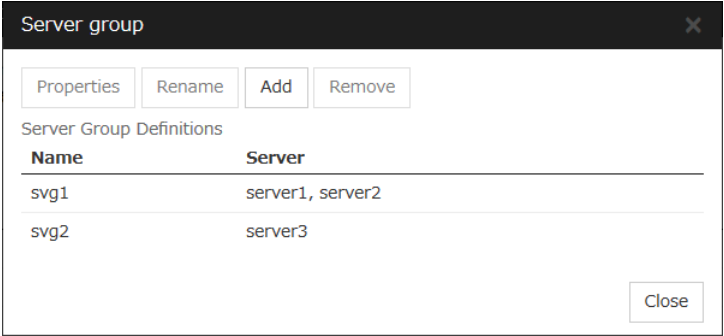 Server group
Properties Rename Add Remove
Server Group Definitions
Name Server
svg1 server1, server2
svg2 server3
Close